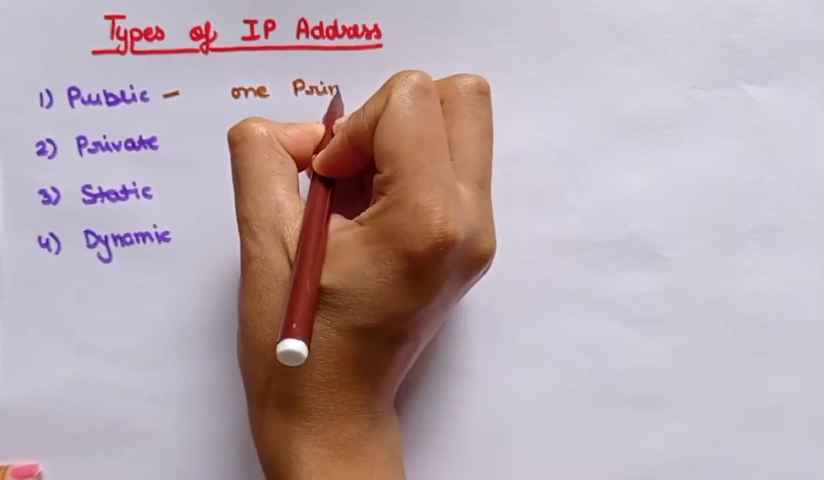 Types of IP Address
1) Public - one Prin
2) Private
3) Static
4) Dynamic